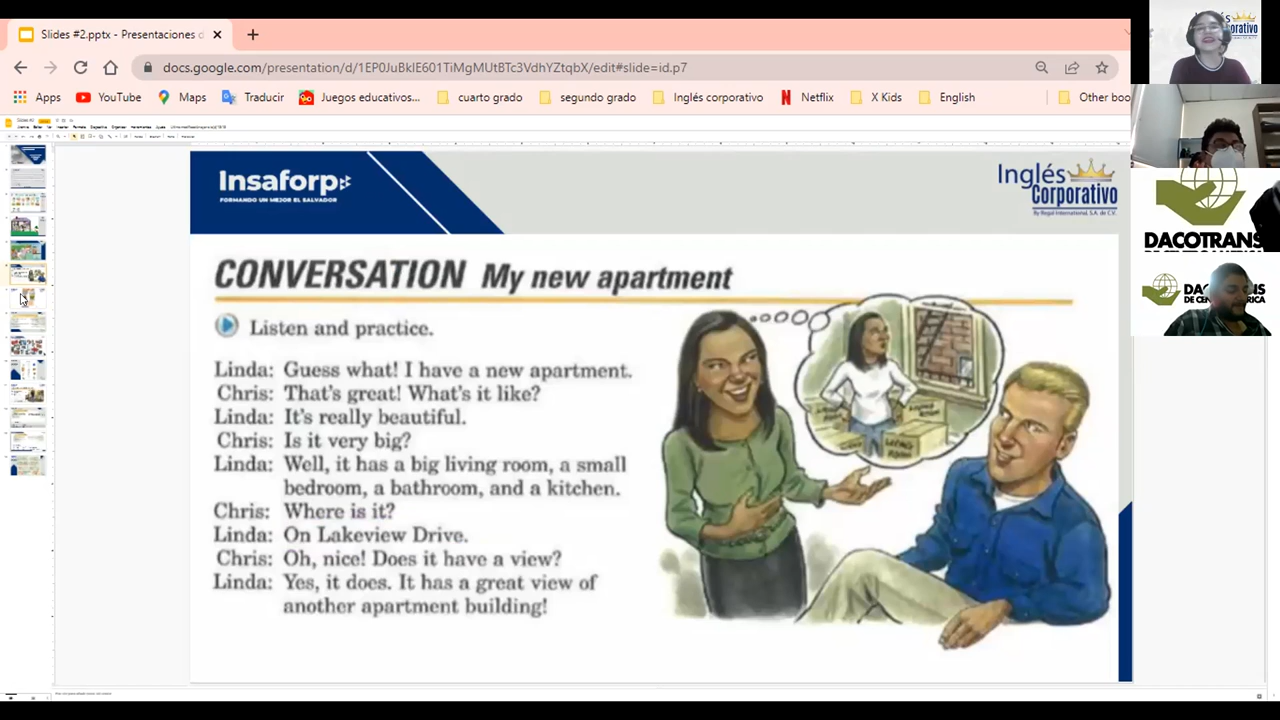 Slides #2.pptx - Presentaciones d
docs.google.com/presentation/d/1EP0JuBklE601TiMgMUt8Tc3VdhYZtqbX/edit#slide=id.p7
Apps YouTube Maps Traducir Juegos educativos... cuarto grado segundo grado Inglés corporativo Netflix X Kids English Other boo
Insaforp
FORMANDO UN MEJOR EL SALVADOR
Inglés
Corporativo
By Regal International, S.A. de C.V.
CONVERSATION My new apartment
Listen and practice.
Linda: Guess what! I have a new apartment.
Chris: That's great! What's it like?
Linda: It's really beautiful.
Chris: Is it very big?
Linda: Well, it has a big living room, a small
bedroom, a bathroom, and a kitchen.
Chris: Where is it?
Linda: On Lakeview Drive.
Chris: Oh, nice! Does it have a view?
Linda: Yes, it does. It has a great view of
another apartment building!
DACOTRANS